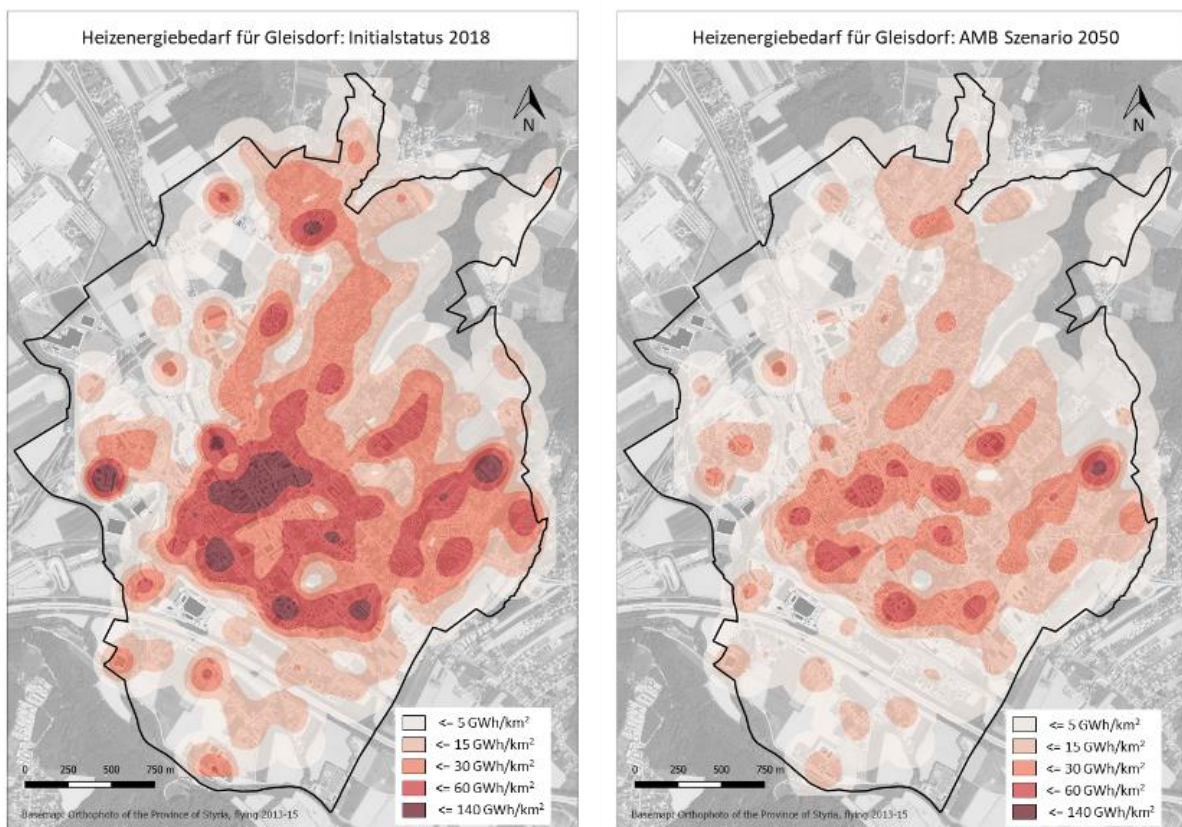 Heizenergiebedarf für Gleisdorf: Initialstatus 2018
N
<= 5 GWh/km²
<= 15 GWh/km²
<= 30 GWh/km²
<= 60 GWh/km²
<= 140 GWh/km²
0 250 500 750 m
Basemap: Orthophoto of the Province of Styria, flying 2013-15
Heizenergiebedarf für Gleisdorf: AMB Szenario 2050
N
<= 5 GWh/km²
<= 15 GWh/km²
<= 30 GWh/km²
<= 60 GWh/km²
<= 140 GWh/km²
0 250 500 750 m
Basemap: Orthophoto of the Province of Styria, flying 2013-15